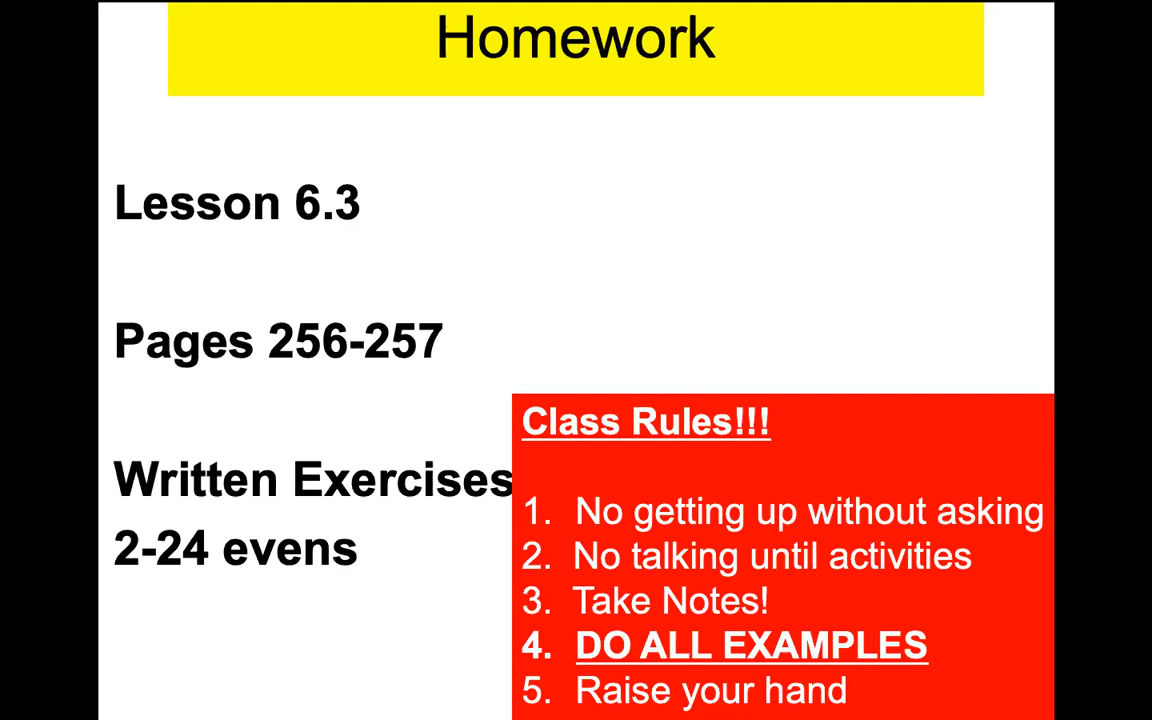 Homework
Lesson 6.3
Pages 256-257
Written Exercises
2-24 evens
Class Rules!!!
1. No getting up without asking
2. No talking until activities
3. Take Notes!
4. DO ALL EXAMPLES
5. Raise your hand